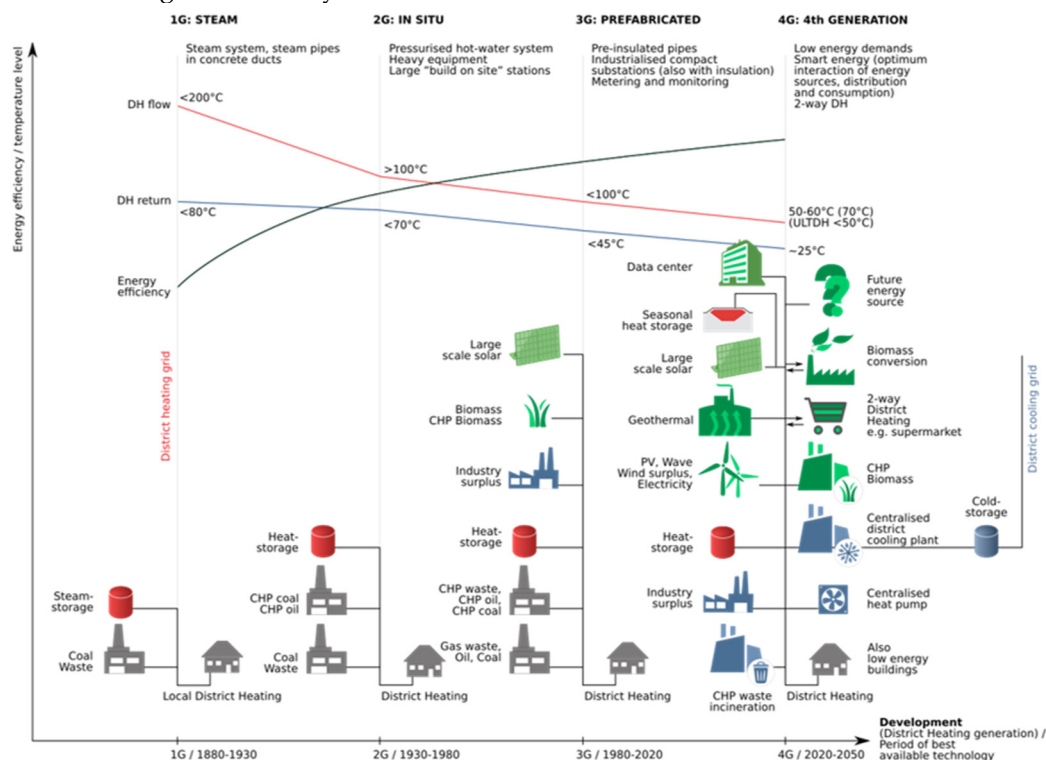 1G: STEAM
2G: IN SITU
3G: PREFABRICATED
4G: 4th GENERATION
Steam system, steam pipes
in concrete ducts
Pressurised hot-water system
Heavy equipment
Large "build on site" stations
Pre-insulated pipes
Industrialised compact
substations (also with insulation)
Metering and monitoring
Low energy demands
Smart energy (optimum
interaction of energy
sources, distribution
and consumption)
2-way DH
Energy efficiency / temperature level
DH flow
<200°C
>100°C
<100°C
50-60°C (70°C)
(ULTDH <50°C)
DH return
<80°C
<70°C
<45°C
~25°C
Energy
efficiency
District heating grid
District cooling grid
Data center
Future
energy
source
Seasonal
heat storage
Large
scale solar
Large
scale solar
Biomass
conversion
Biomass
CHP Biomass
Geothermal
2-way
District
Heating
e.g. supermarket
Industry
surplus
PV, Wave
Wind surplus,
Electricity
CHP
Biomass
Heat-
storage
Heat-
storage
Heat-
storage
Centralised
district
cooling plant
Cold-
storage
Steam-
storage
CHP coal
CHP oil
CHP waste,
CHP oil,
CHP coal
Industry
surplus
Centralised
heat pump
Coal
Waste
Coal
Waste
Gas waste,
Oil, Coal
Also
low energy
buildings
Local District Heating
District Heating
District Heating
CHP waste
incineration
District Heating
Development
(District Heating generation) /
Period of best
available technology
1G / 1880-1930
2G / 1930-1980
3G / 1980-2020
4G / 2020-2050